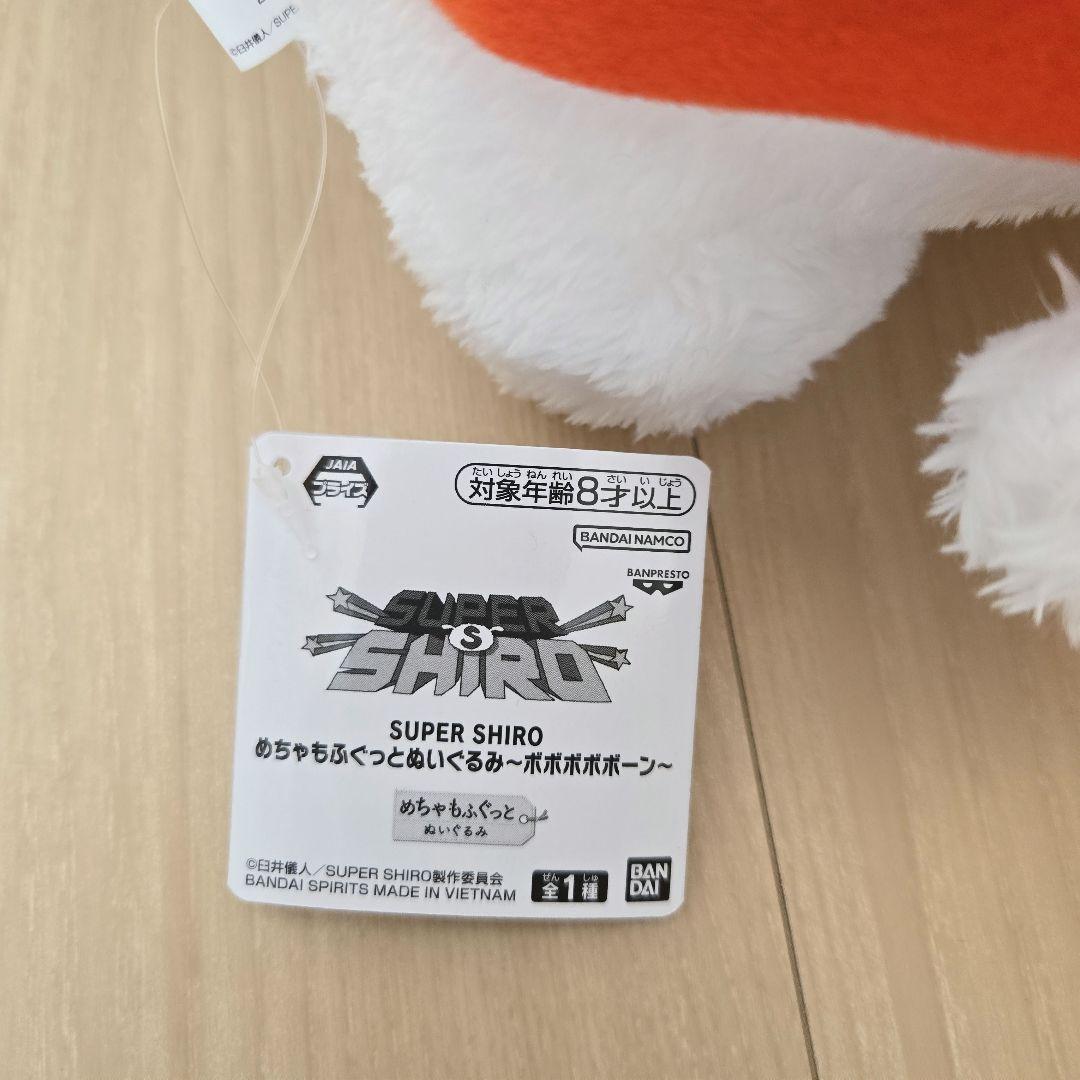 ©臼井儀人/SUPE
JAIA
プライズ
たいしょうねんれい さいいじょう
対象年齢8才以上
BANDAI NAMCO
BANPRESTO
SUPER
S
SHIRO
SUPER SHIRO
めちゃもふぐっとぬいぐるみ~ボボボボボーン~
めちゃもふぐっと
ぬいぐるみ
©臼井儀人/SUPER SHIRO製作委員会
BANDAI SPIRITS MADE IN VIETNAM
ぜん しゅ
全1種
BAN
DAI